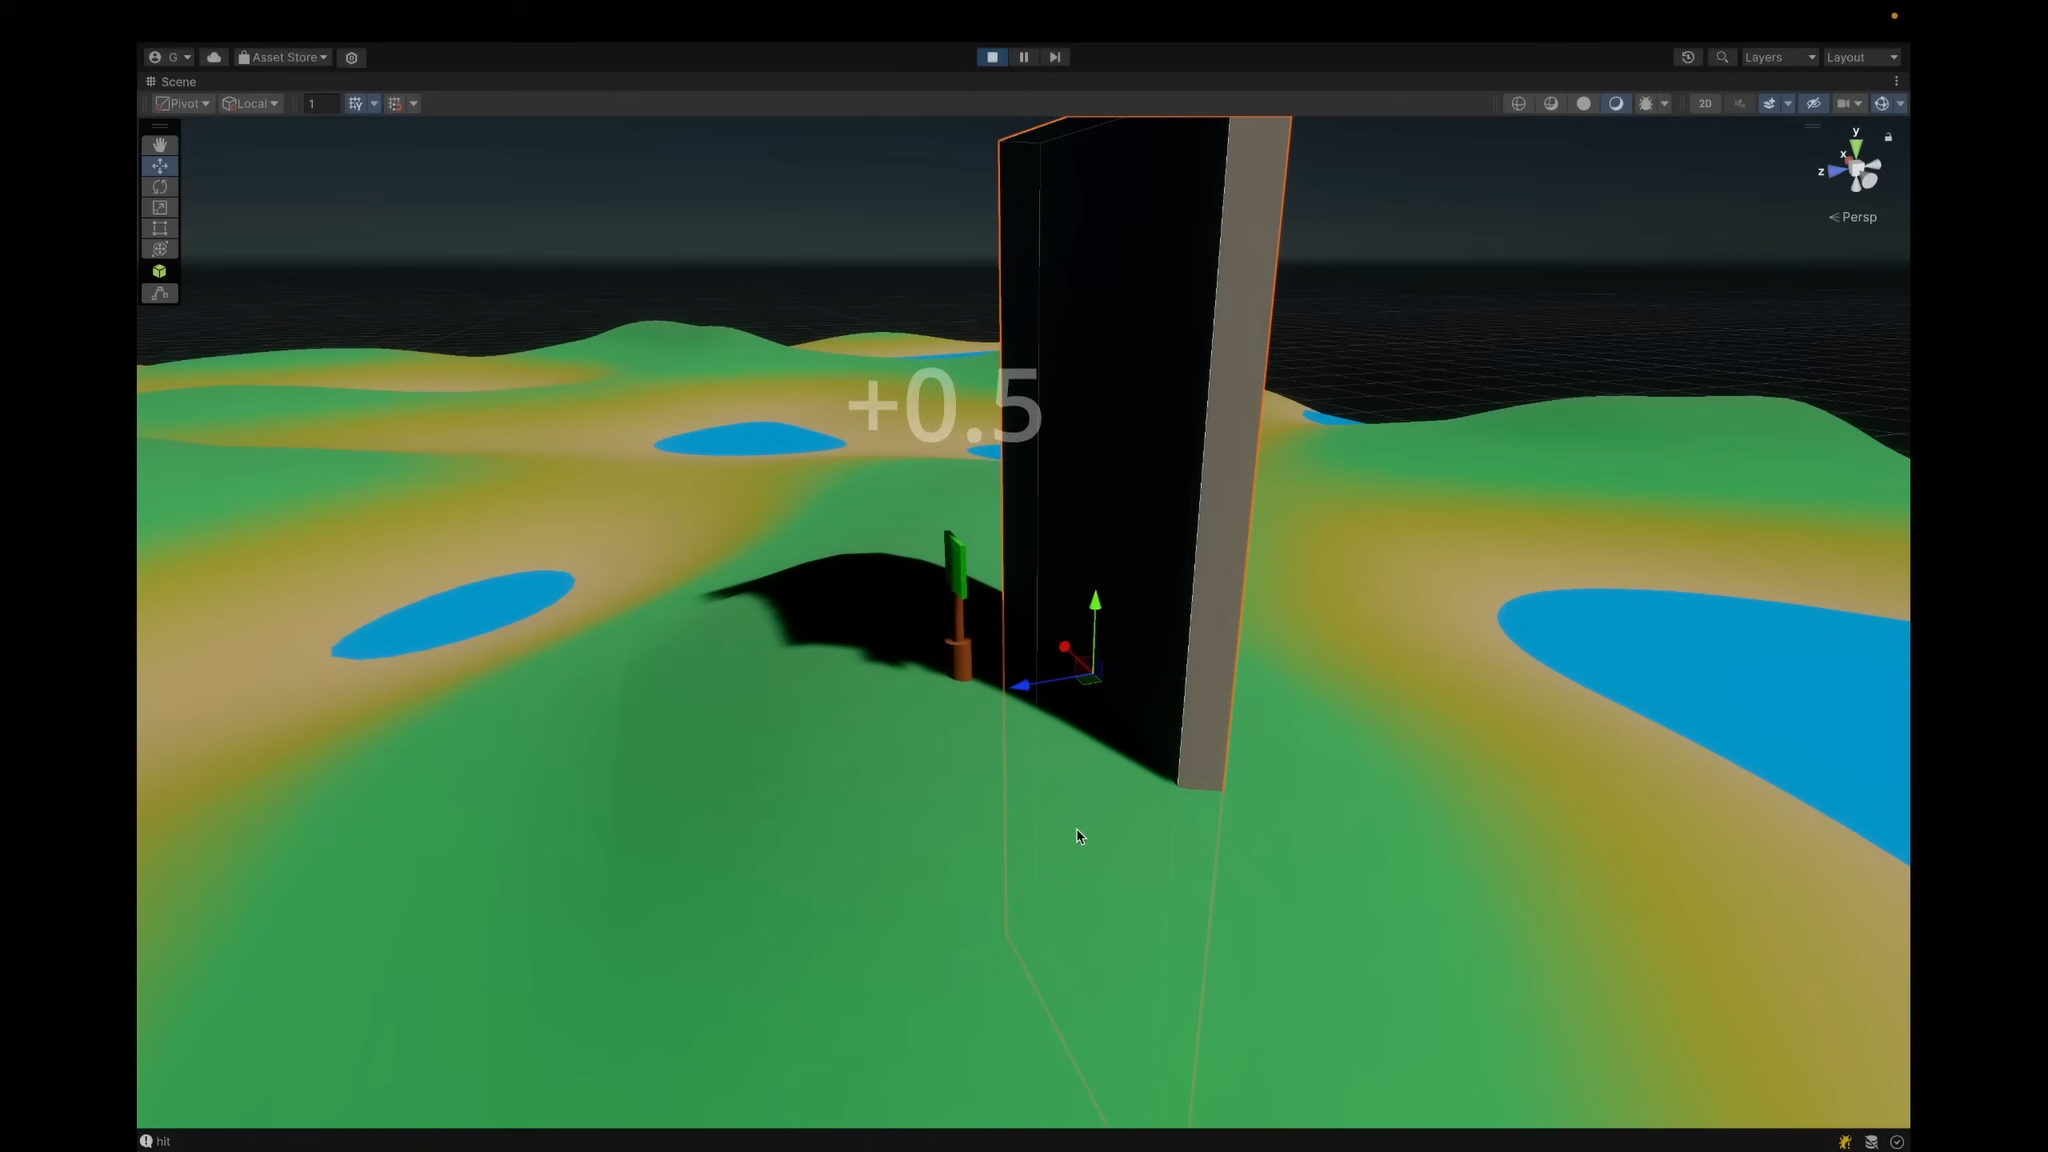 G Asset Store Layers Layout
Scene
Pivot Local 1 2D
y
x
z
Persp
+0.5
hit